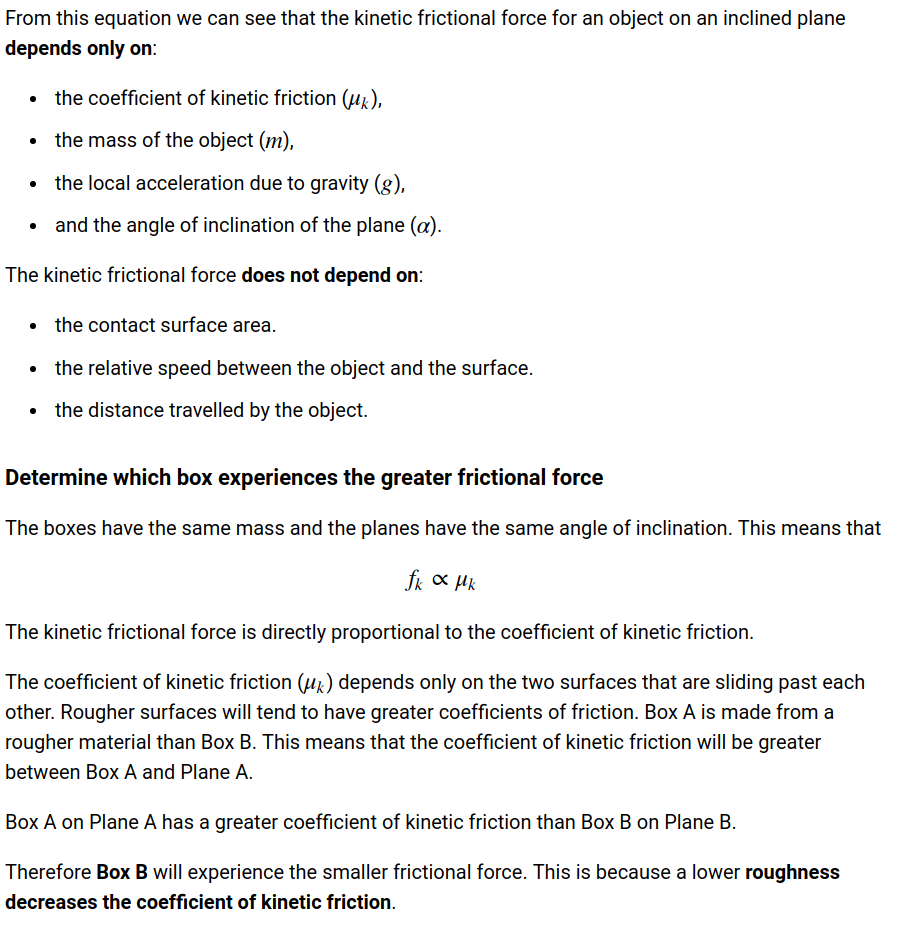 From this equation we can see that the kinetic frictional force for an object on an inclined plane
depends only on:
• the coefficient of kinetic friction (μk),
• the mass of the object (m),
• the local acceleration due to gravity (g),
• and the angle of inclination of the plane (α).
The kinetic frictional force does not depend on:
• the contact surface area.
• the relative speed between the object and the surface.
• the distance travelled by the object.
Determine which box experiences the greater frictional force
The boxes have the same mass and the planes have the same angle of inclination. This means that
fk ∝ μk
The kinetic frictional force is directly proportional to the coefficient of kinetic friction.
The coefficient of kinetic friction (μk) depends only on the two surfaces that are sliding past each
other. Rougher surfaces will tend to have greater coefficients of friction. Box A is made from a
rougher material than Box B. This means that the coefficient of kinetic friction will be greater
between Box A and Plane A.
Box A on Plane A has a greater coefficient of kinetic friction than Box B on Plane B.
Therefore Box B will experience the smaller frictional force. This is because a lower roughness
decreases the coefficient of kinetic friction.